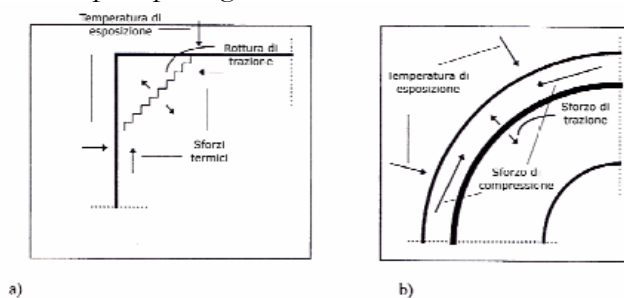 Temperatura di
esposizione
Rottura di
trazione
Sforzi
termici
a)
Temperatura di
esposizione
Sforzo di
trazione
Sforzo di
compressione
b)